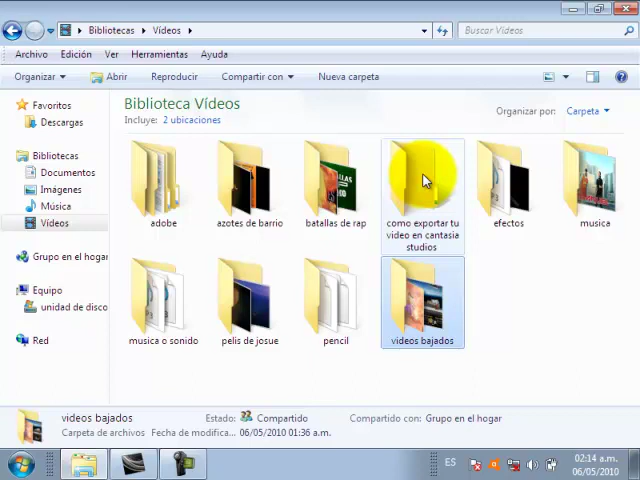 Bibliotecas
Vídeos
Buscar Vídeos
Archivo Edición Ver Herramientas Ayuda
Organizar Abrir Reproducir Compartir con Nueva carpeta
Favoritos
Descargas
Bibliotecas
Documentos
Imágenes
Música
Vídeos
Grupo en el hogar
Equipo
unidad de disco
Red
Biblioteca Vídeos
Incluye: 2 ubicaciones
Organizar por: Carpeta
adobe
azotes de barrio
batallas de rap
como exportar tu
video en cantasia
studios
efectos
musica
musica o sonido
pelis de josue
pencil
videos bajados
videos bajados Estado: Compartido Compartido con: Grupo en el hogar
Carpeta de archivos Fecha de modifica... 06/05/2010 01:36 a.m.
ES
02:14 a.m.
06/05/2010